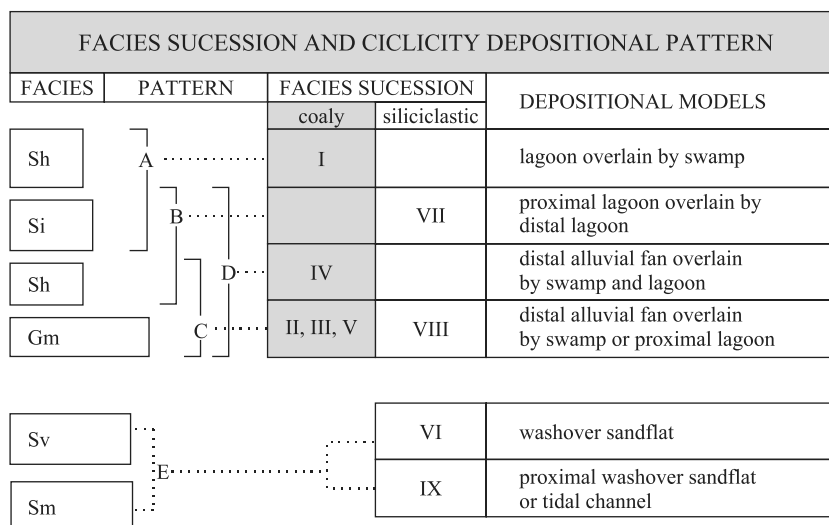 FACIES SUCESSION AND CICLICITY DEPOSITIONAL PATTERN
FACIES PATTERN FACIES SUCESSION DEPOSITIONAL MODELS
coaly siliciclastic
Sh A I lagoon overlain by swamp
Si B VII proximal lagoon overlain by
distal lagoon
Sh D IV distal alluvial fan overlain
by swamp and lagoon
Gm C II, III, V VIII distal alluvial fan overlain
by swamp or proximal lagoon
Sv VI washover sandflat
E
Sm IX proximal washover sandflat
or tidal channel